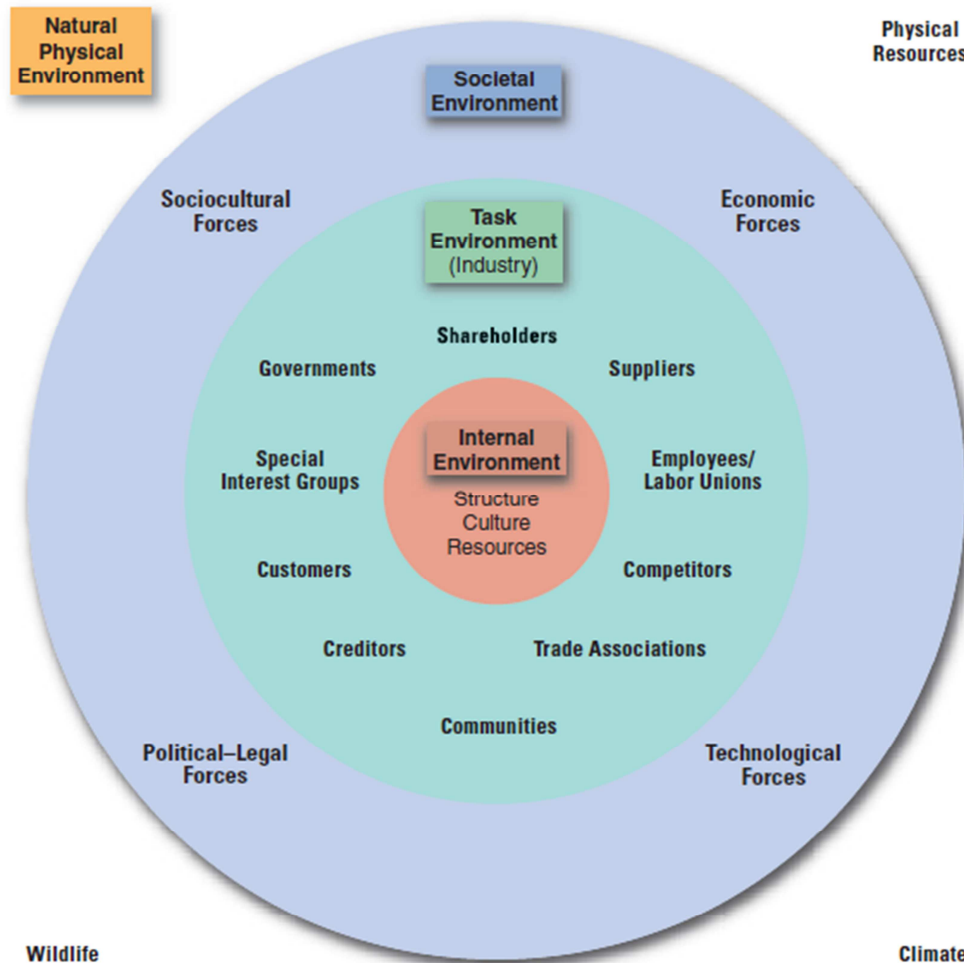 Natural
Physical
Environment
Physical
Resources
Societal
Environment
Sociocultural
Forces
Economic
Forces
Task
Environment
(Industry)
Shareholders
Governments
Suppliers
Internal
Environment
Structure
Culture
Resources
Special
Interest Groups
Employees/
Labor Unions
Customers
Competitors
Creditors
Trade Associations
Communities
Political–Legal
Forces
Technological
Forces
Wildlife
Climate